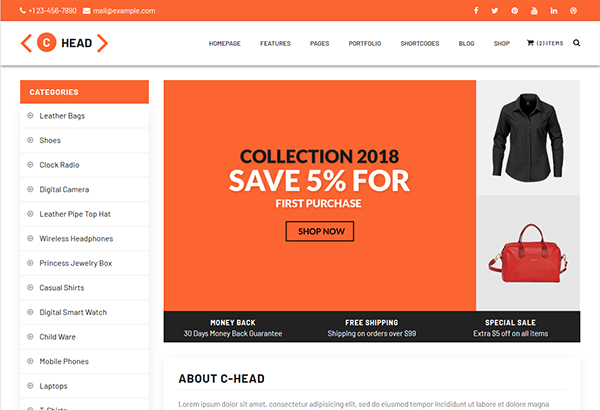 +1 23-456-7890 mail@example.com
C HEAD
HOMEPAGE FEATURES PAGES PORTFOLIO SHORTCODES BLOG SHOP (2)ITEMS
CATEGORIES
Leather Bags
Shoes
Clock Radio
Digital Camera
Leather Pipe Top Hat
Wireless Headphones
Princess Jewelry Box
Casual Shirts
Digital Smart Watch
Child Ware
Mobile Phones
Laptops
T-Shirts
COLLECTION 2018
SAVE 5% FOR
FIRST PURCHASE
SHOP NOW
MONEY BACK
30 Days Money Back Guarantee
FREE SHIPPING
Shipping on orders over $99
SPECIAL SALE
Extra $5 off on all items
ABOUT C-HEAD
Lorem ipsum dolor sit amet, consectetur adipisicing elit, sed do eiusmod tempor incididunt ut labore et dolore magna